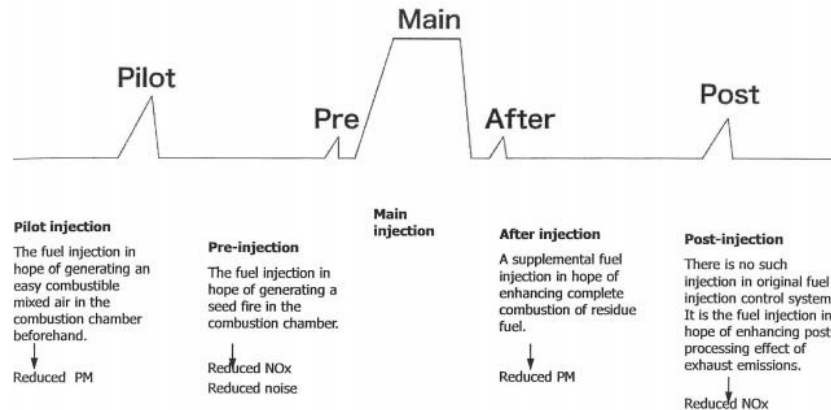 Main
Pilot
Pre
After
Post
Pilot injection
The fuel injection in
hope of generating an
easy combustible
mixed air in the
combustion chamber
beforehand.
Reduced PM
Pre-injection
The fuel injection in
hope of generating a
seed fire in the
combustion chamber.
Reduced NOx
Reduced noise
Main
injection
After injection
A supplemental fuel
injection in hope of
enhancing complete
combustion of residue
fuel.
Reduced PM
Post-injection
There is no such
injection in original fuel
injection control system
It is the fuel injection in
hope of enhancing post
processing effect of
exhaust emissions.
Reduced NOx